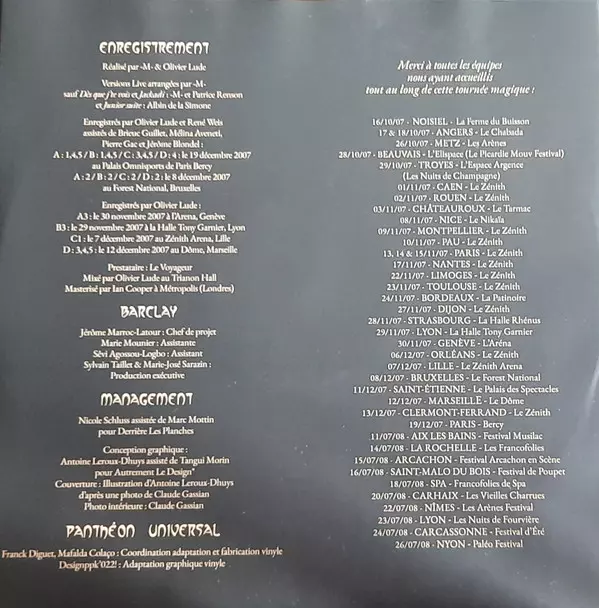 ENREGISTREMENT
Réalisé par -M- & Olivier Lude
Versions Live arrangées par -M-
sauf Dès que j'te vois et Jackadi : -M- et Patrice Renson
et Junior suite : Albin de la Simone
Enregistrés par Olivier Lude et René Weis
assistés de Brieuc Guillet, Mélina Aveneti,
Pierre Gac et Jérôme Blondel :
A : 1,4,5 / B : 1,4,5 / C : 3,4,5 / D : 4 : le 19 décembre 2007
au Palais Omnisports de Paris Bercy
A : 2 / B : 2 / C : 2 / D : 2 : le 8 décembre 2007
au Forest National, Bruxelles
Enregistrés par Olivier Lude :
A3 : le 30 novembre 2007 à l'Arena, Genève
B3 : le 29 novembre 2007 à la Halle Tony Garnier, Lyon
C1 : le 7 décembre 2007 au Zénith Arena, Lille
D : 3,4,5 : le 12 décembre 2007 au Dôme, Marseille
Prestataire : Le Voyageur
Mixé par Olivier Lude au Trianon Hall
Masterisé par Ian Cooper à Métropolis (Londres)
BARCLAY
Jérôme Marroc-Latour : Chef de projet
Marie Mounier : Assistante
Sévi Agossou-Logbo : Assistant
Sylvain Taillet & Marie-José Sarazin :
Production exécutive
MANAGEMENT
Nicole Schluss assistée de Marc Mottin
pour Derrière Les Planches
Conception graphique :
Antoine Leroux-Dhuys assisté de Tangui Morin
pour Autrement Le Design*
Couverture : Illustration d'Antoine Leroux-Dhuys
d'après une photo de Claude Gassian
Photo intérieure : Claude Gassian
PANTHÉON UNIVERSAL
Franck Diguet, Mafalda Colaço : Coordination adaptation et fabrication vinyle
Designppk'022! : Adaptation graphique vinyle
Merci à toutes les équipes
nous ayant accueillis
tout au long de cette tournée magique :
16/10/07 - NOISIEL - La Ferme du Buisson
17 & 18/10/07 - ANGERS - Le Chabada
26/10/07 - METZ - Les Arènes
28/10/07 - BEAUVAIS - L'Elispace (Le Picardie Mouv Festival)
29/10/07 - TROYES - L'Espace Argence
(Les Nuits de Champagne)
01/11/07 - CAEN - Le Zénith
02/11/07 - ROUEN - Le Zénith
03/11/07 - CHÂTEAUROUX - Le Tarmac
08/11/07 - NICE - Le Nikaïa
09/11/07 - MONTPELLIER - Le Zénith
10/11/07 - PAU - Le Zénith
13, 14 & 15/11/07 - PARIS - Le Zénith
17/11/07 - NANTES - Le Zénith
22/11/07 - LIMOGES - Le Zénith
23/11/07 - TOULOUSE - Le Zénith
24/11/07 - BORDEAUX - La Patinoire
27/11/07 - DIJON - Le Zénith
28/11/07 - STRASBOURG - La Halle Rhénus
29/11/07 - LYON - La Halle Tony Garnier
30/11/07 - GENÈVE - L'Aréna
06/12/07 - ORLÉANS - Le Zénith
07/12/07 - LILLE - Le Zénith Arena
08/12/07 - BRUXELLES - Le Forest National
11/12/07 - SAINT-ÉTIENNE - Le Palais des Spectacles
12/12/07 - MARSEILLE - Le Dôme
13/12/07 - CLERMONT-FERRAND - Le Zénith
19/12/07 - PARIS - Bercy
11/07/08 - AIX LES BAINS - Festival Musilac
14/07/08 - LA ROCHELLE - Les Francofolies
15/07/08 - ARCACHON - Festival Arcachon en Scène
16/07/08 - SAINT-MALO DU BOIS - Festival de Poupet
18/07/08 - SPA - Francofolies de Spa
20/07/08 - CARHAIX - Les Vieilles Charrues
22/07/08 - NÎMES - Les Arènes Festival
23/07/08 - LYON - Les Nuits de Fourvière
24/07/08 - CARCASSONNE - Festival d'Été
26/07/08 - NYON - Paléo Festival